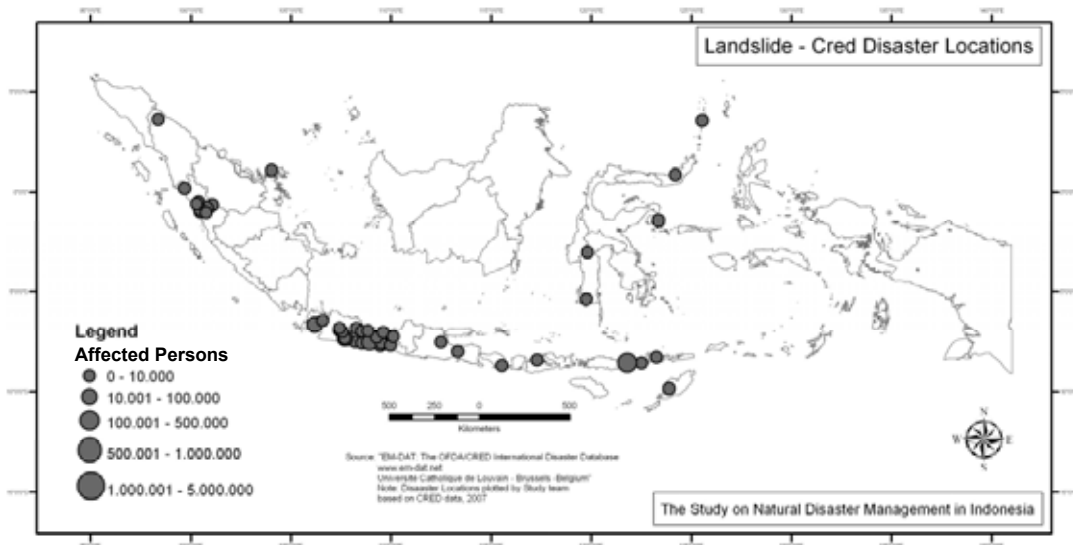 Landslide - Cred Disaster Locations
Legend
Affected Persons
0 - 10.000
10.001 - 100.000
100.001 - 500.000
500.001 - 1.000.000
1.000.001 - 5.000.000
500 250 0 500
Kilometers
N
W E
S
Source: "EM-DAT: The OFDA/CRED International Disaster Database
www.em-dat.net
Université Catholique de Louvain - Brussels -Belgium"
Note: Disaaster Locations plotted by Study team
based on CRED data, 2007
The Study on Natural Disaster Management in Indonesia